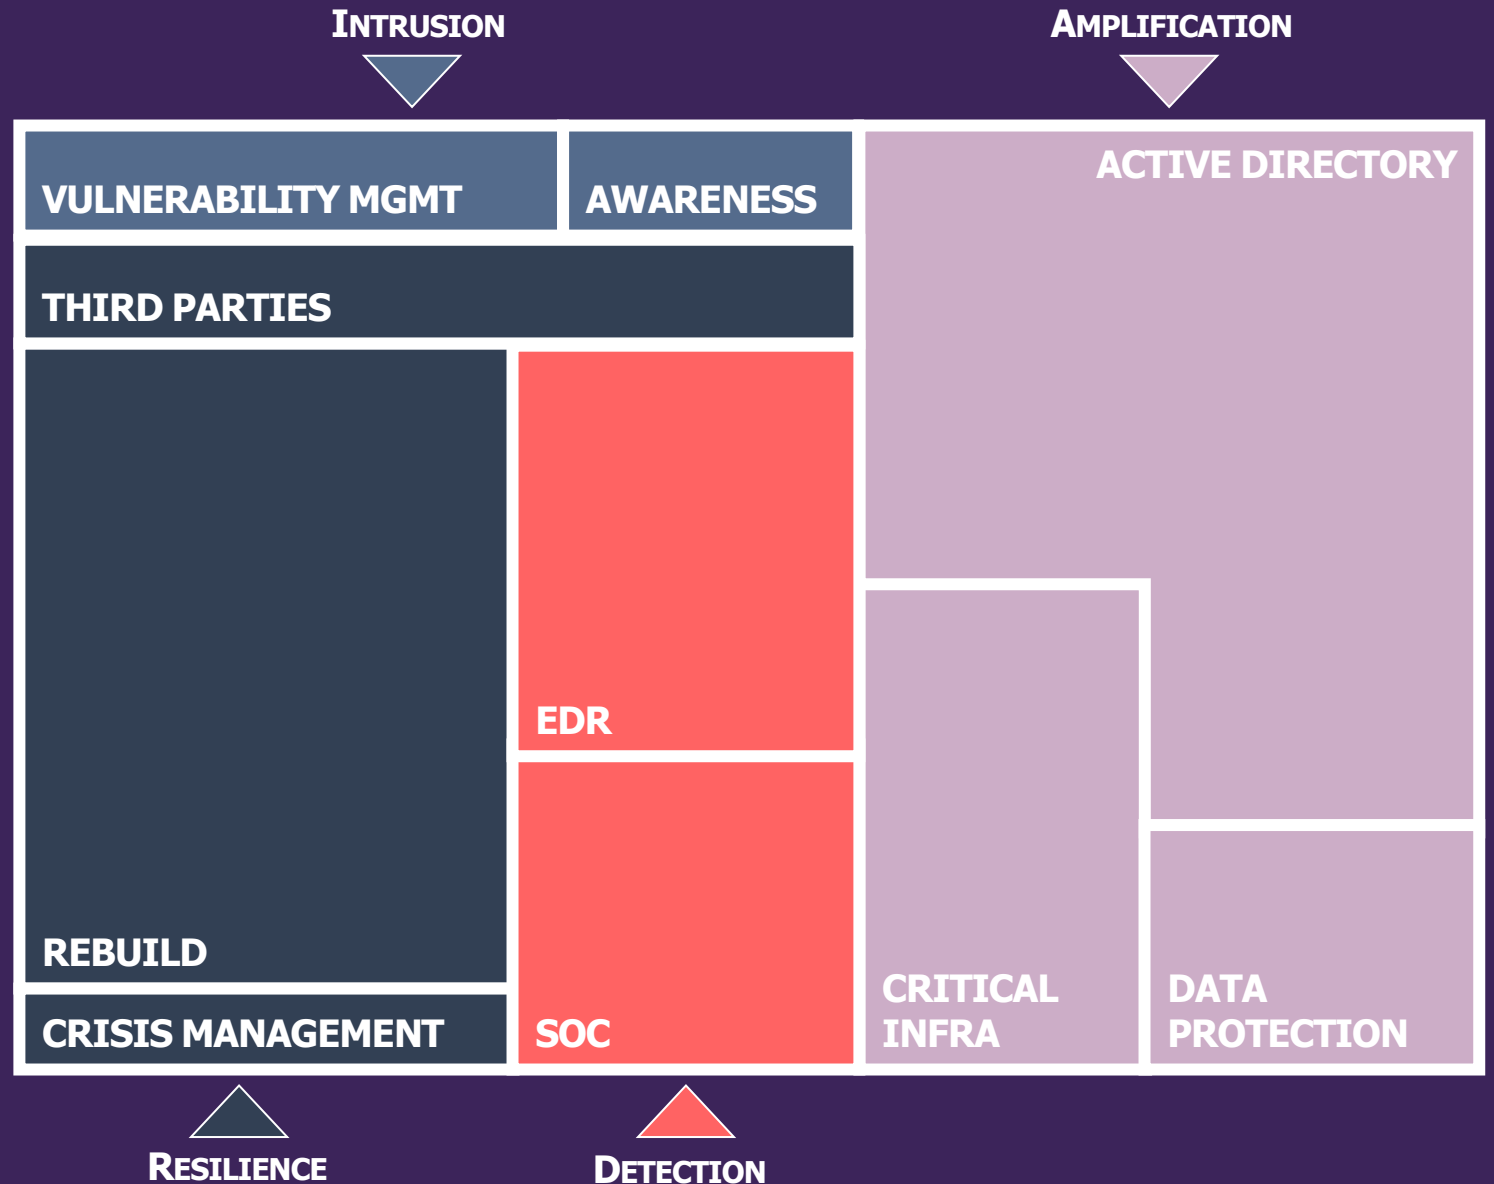 INTRUSION
AMPLIFICATION
VULNERABILITY MGMT
AWARENESS
ACTIVE DIRECTORY
THIRD PARTIES
EDR
REBUILD
CRISIS MANAGEMENT
SOC
CRITICAL
INFRA
DATA
PROTECTION
RESILIENCE
DETECTION